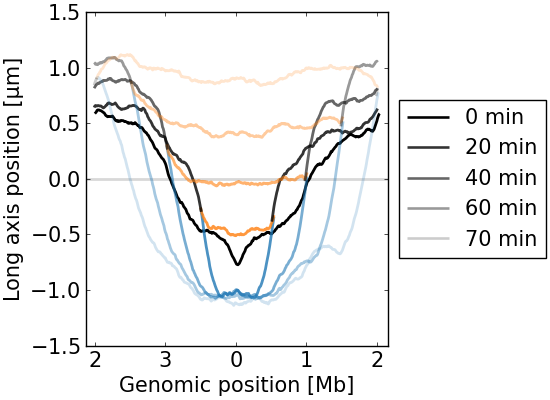 Long axis position [µm]
1.5
1.0
0.5
0.0
−0.5
−1.0
−1.5
2 3 0 1 2
Genomic position [Mb]
0 min
20 min
40 min
60 min
70 min